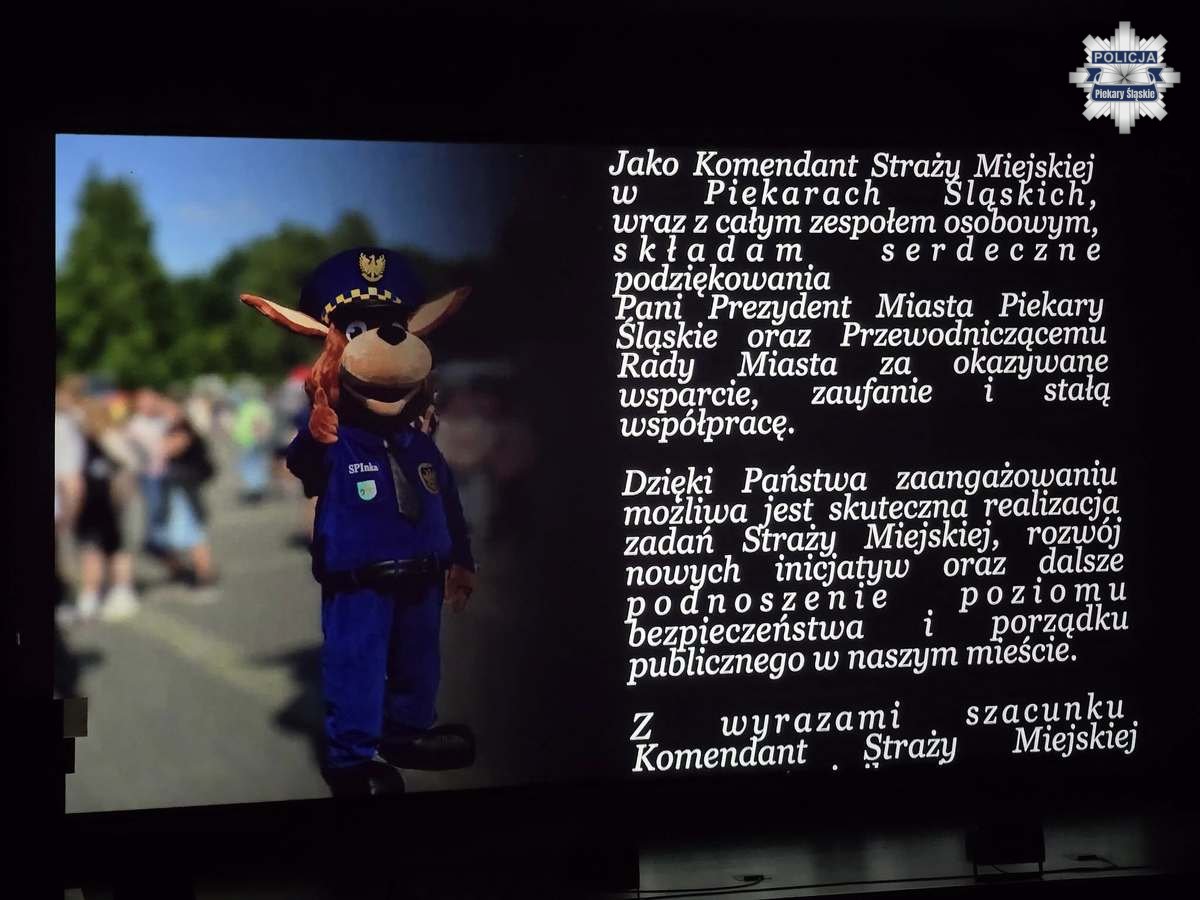 POLICJA
Piekary Śląskie
Jako Komendant Straży Miejskiej
w Piekarach Śląskich,
wraz z całym zespołem osobowym,
składam serdeczne
podziękowania
Pani Prezydent Miasta Piekary
Śląskie oraz Przewodniczącemu
Rady Miasta za okazywane
wsparcie, zaufanie i stałą
współpracę.
Dzięki Państwa zaangażowaniu
możliwa jest skuteczna realizacja
zadań Straży Miejskiej, rozwój
nowych inicjatyw oraz dalsze
podnoszenie poziomu
bezpieczeństwa i porządku
publicznego w naszym mieście.
Z wyrazami szacunku
Komendant Straży Miejskiej
SPInka